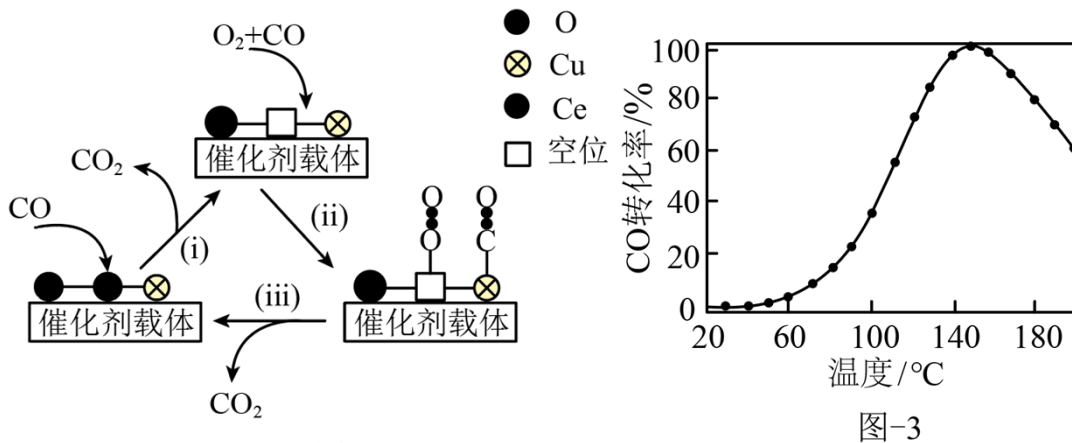 O₂+CO
催化剂载体
CO₂
CO
(i)
(ii)
催化剂载体
(iii)
CO₂
O
O
O
C
催化剂载体
O
Cu
Ce
空位
CO转化率/%
100
80
60
40
20
0
20
60
100
140
180
温度/℃
图-3